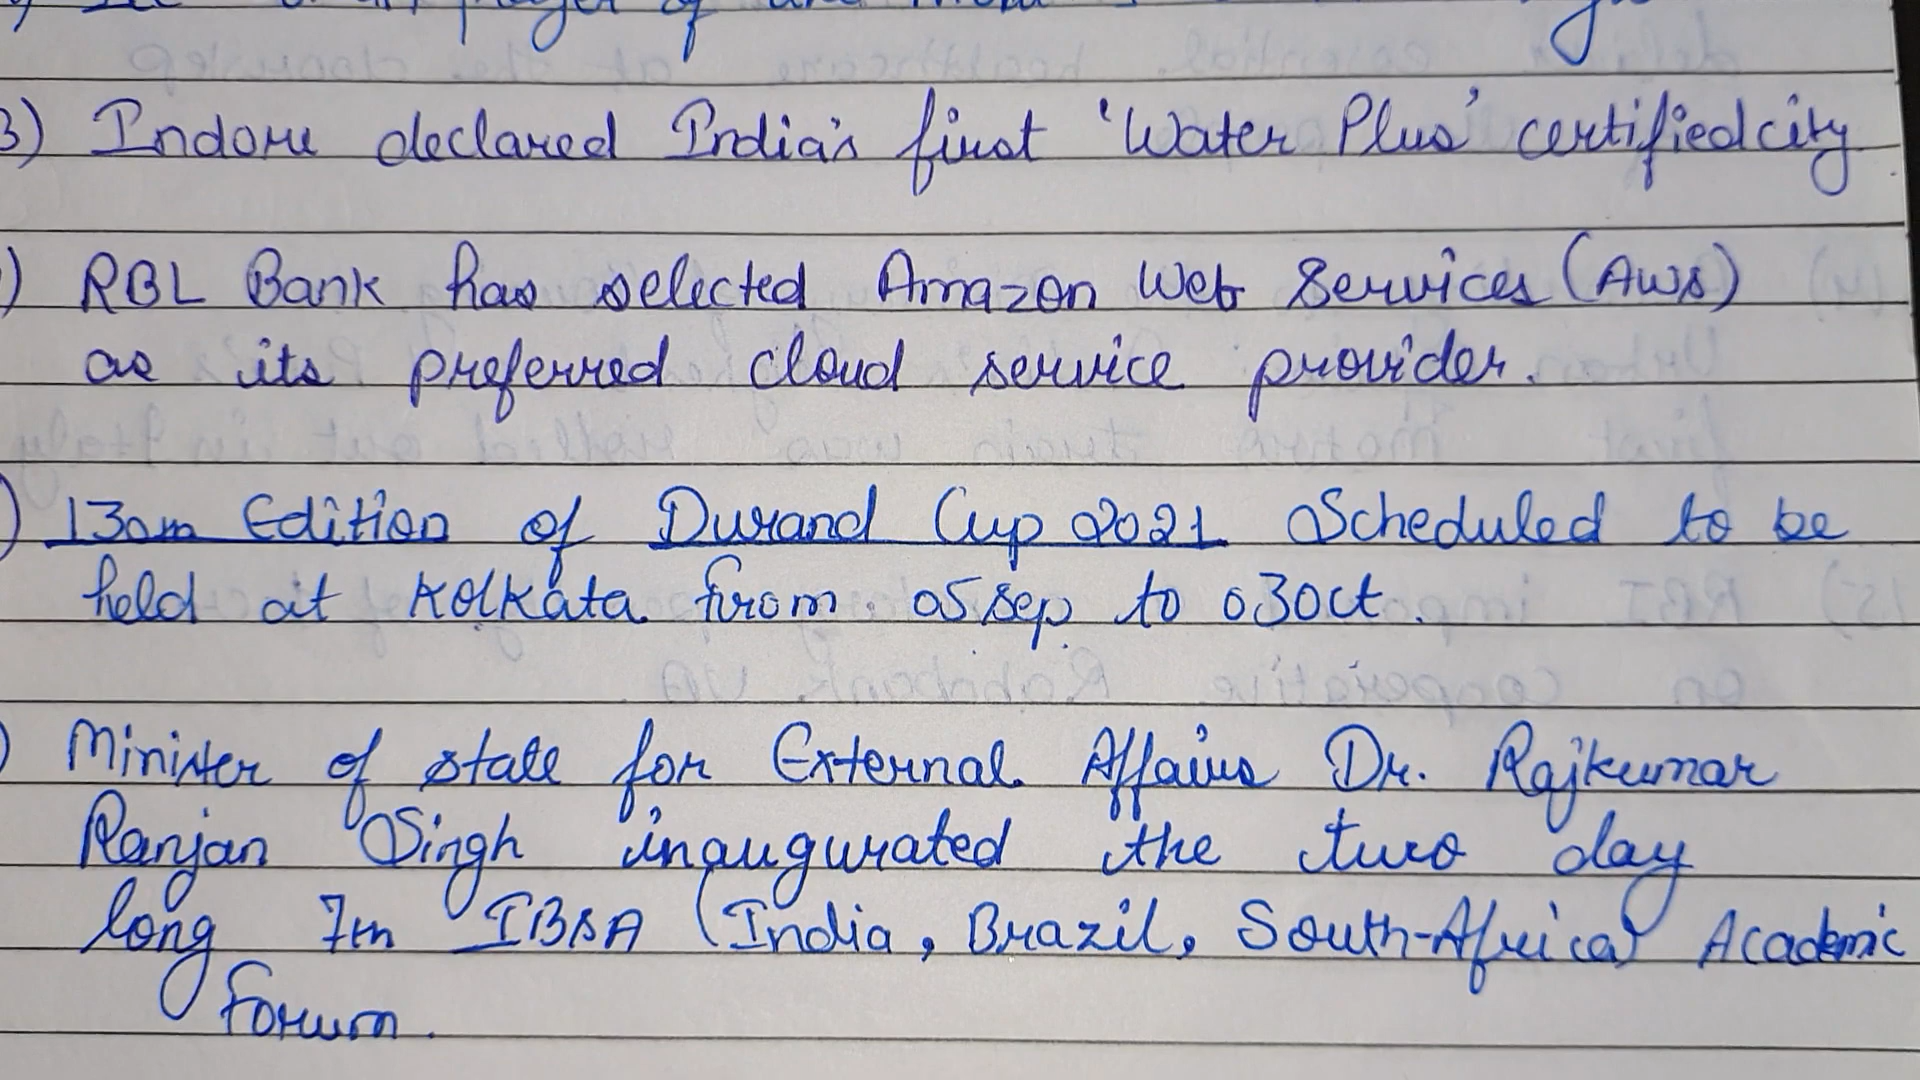 player of
3) Indore declared India's first 'Water Plus' certified city
) RBL Bank has selected Amazon Web Services (AWS)
as its preferred cloud service provider.
) 130th Edition of Durand Cup 2021 Scheduled to be
held at Kolkata from 05 Sep to 03 Oct.
) Minister of state for External Affairs Dr. Rajkumar
Ranjan Singh inaugurated the two day
long 7th IBSA (India, Brazil, South-Africa) Academic
Forum.